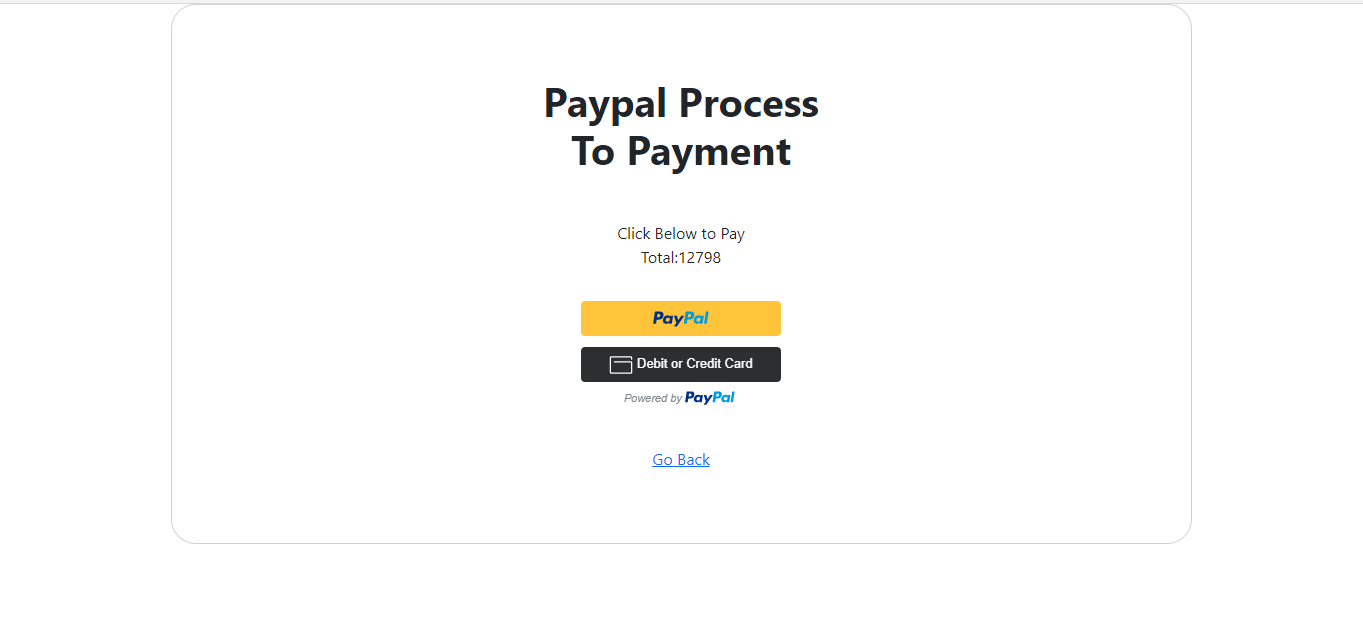 Paypal Process
To Payment
Click Below to Pay
Total:12798
PayPal
Debit or Credit Card
Powered by PayPal
Go Back